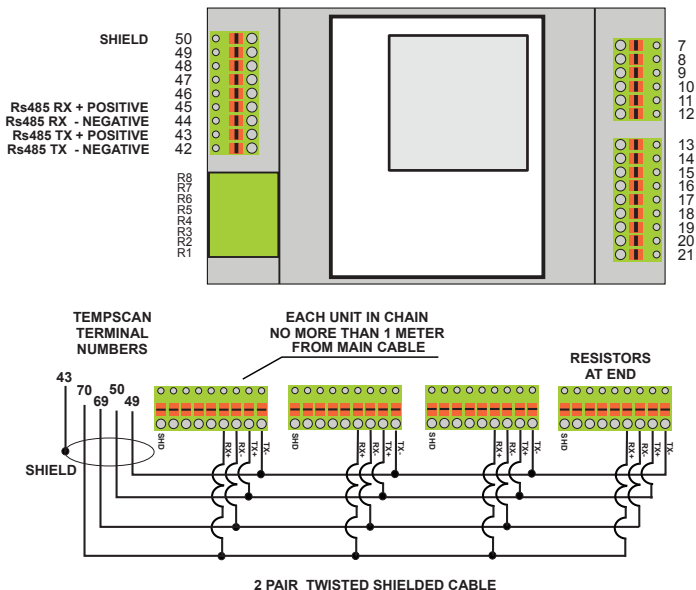 SHIELD 50
49
48
47
46
Rs485 RX + POSITIVE 45
Rs485 RX - NEGATIVE 44
Rs485 TX + POSITIVE 43
Rs485 TX - NEGATIVE 42
R8
R7
R6
R5
R4
R3
R2
R1
7
8
9
10
11
12
13
14
15
16
17
18
19
20
21
TEMPSCAN
TERMINAL
NUMBERS
EACH UNIT IN CHAIN
NO MORE THAN 1 METER
FROM MAIN CABLE
RESISTORS
AT END
43
70
69
50
49
SHIELD
SHD
RX+
RX-
TX+
TX-
SHD
RX+
RX-
TX+
TX-
SHD
RX+
RX-
TX+
TX-
SHD
RX+
RX-
TX+
TX-
2 PAIR TWISTED SHIELDED CABLE